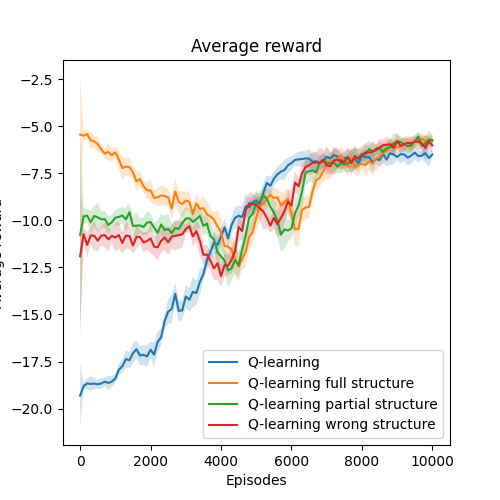 Average reward
−2.5
−5.0
−7.5
−10.0
−12.5
−15.0
−17.5
−20.0
Q-learning
Q-learning full structure
Q-learning partial structure
Q-learning wrong structure
0 2000 4000 6000 8000 10000
Episodes